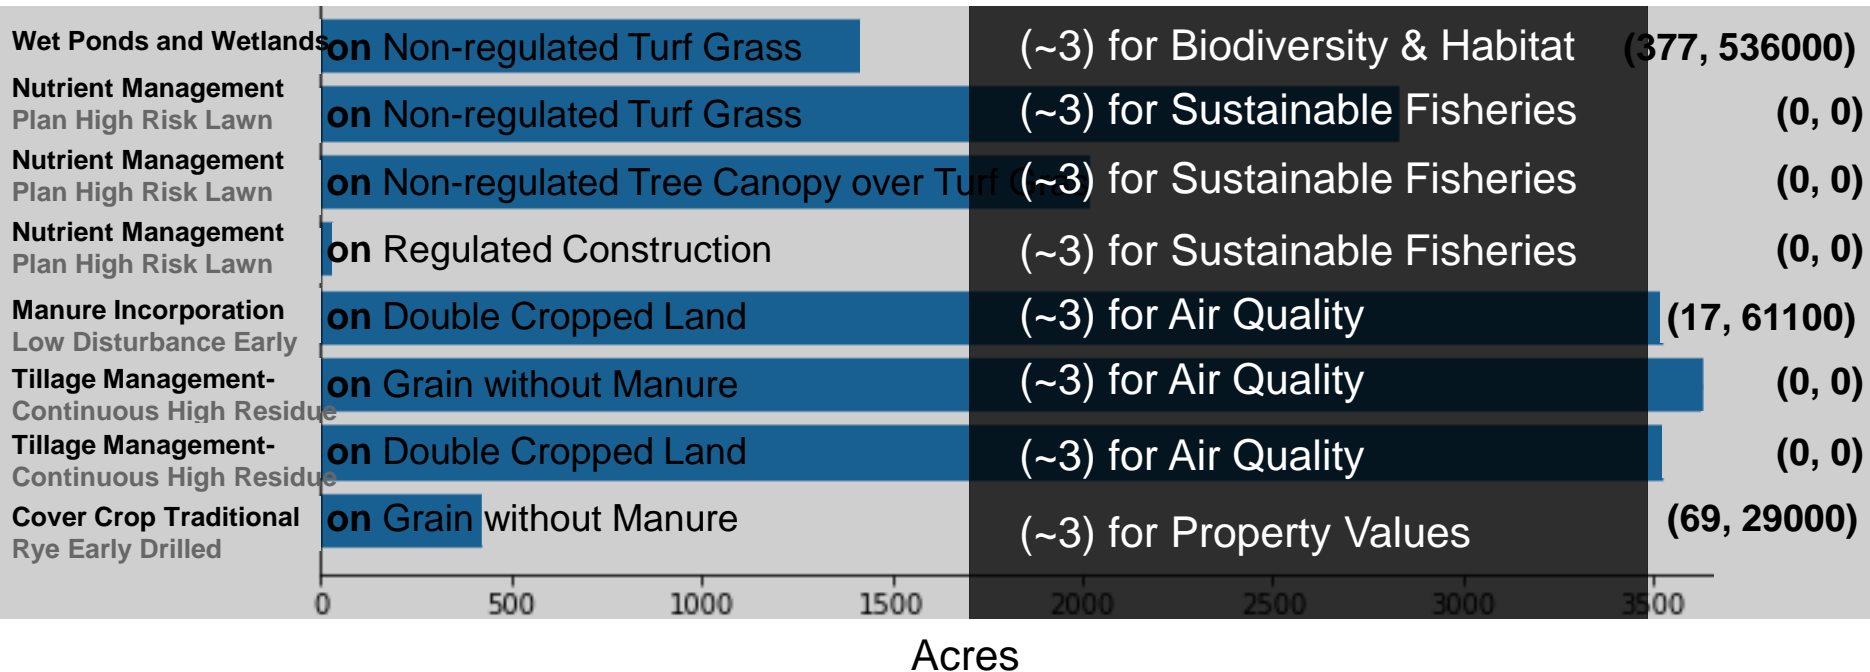 Wet Ponds and Wetlands on Non-regulated Turf Grass (~3) for Biodiversity & Habitat (377, 536000)
Nutrient Management
Plan High Risk Lawn
on Non-regulated Turf Grass (~3) for Sustainable Fisheries (0, 0)
Nutrient Management
Plan High Risk Lawn
on Non-regulated Tree Canopy over Turf Grass (~3) for Sustainable Fisheries (0, 0)
Nutrient Management
Plan High Risk Lawn
on Regulated Construction (~3) for Sustainable Fisheries (0, 0)
Manure Incorporation
Low Disturbance Early
on Double Cropped Land (~3) for Air Quality (17, 61100)
Tillage Management-
Continuous High Residue
on Grain without Manure (~3) for Air Quality (0, 0)
Tillage Management-
Continuous High Residue
on Double Cropped Land (~3) for Air Quality (0, 0)
Cover Crop Traditional
Rye Early Drilled
on Grain without Manure (~3) for Property Values (69, 29000)
0 500 1000 1500 2000 2500 3000 3500
Acres